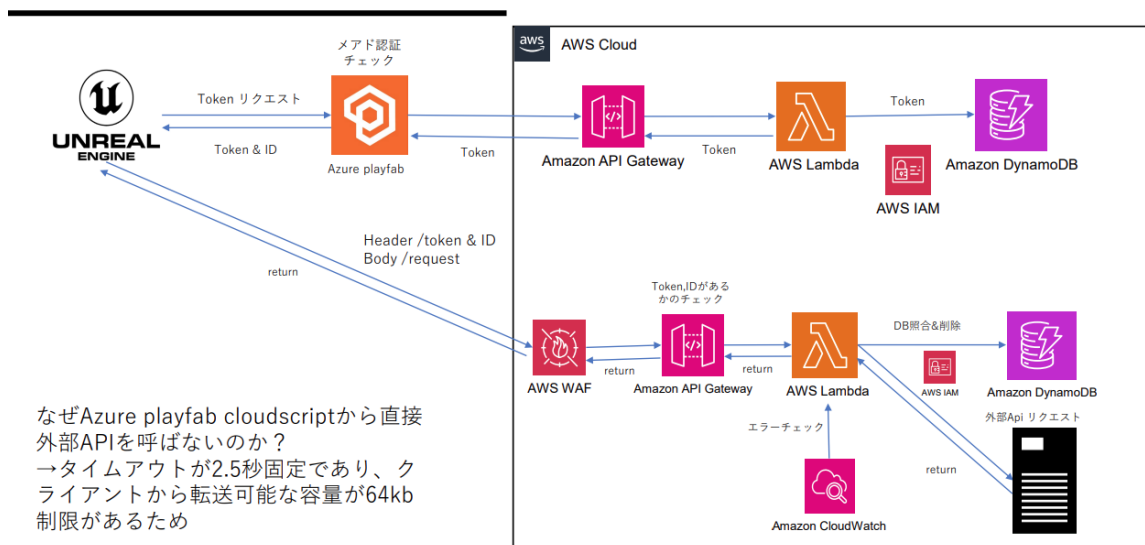 aws
AWS Cloud
メアド認証
チェック
UNREAL
ENGINE
Token リクエスト
Token & ID
Azure playfab
Token
Amazon API Gateway
Token
AWS Lambda
Token
AWS IAM
Amazon DynamoDB
Header /token & ID
Body /request
return
Token,IDがある
かのチェック
AWS WAF
return
Amazon API Gateway
return
AWS Lambda
DB照合&削除
AWS IAM
Amazon DynamoDB
外部Api リクエスト
return
エラーチェック
Amazon CloudWatch
なぜAzure playfab cloudscriptから直接
外部APIを呼ばないのか？
→タイムアウトが2.5秒固定であり、ク
ライアントから転送可能な容量が64kb
制限があるため